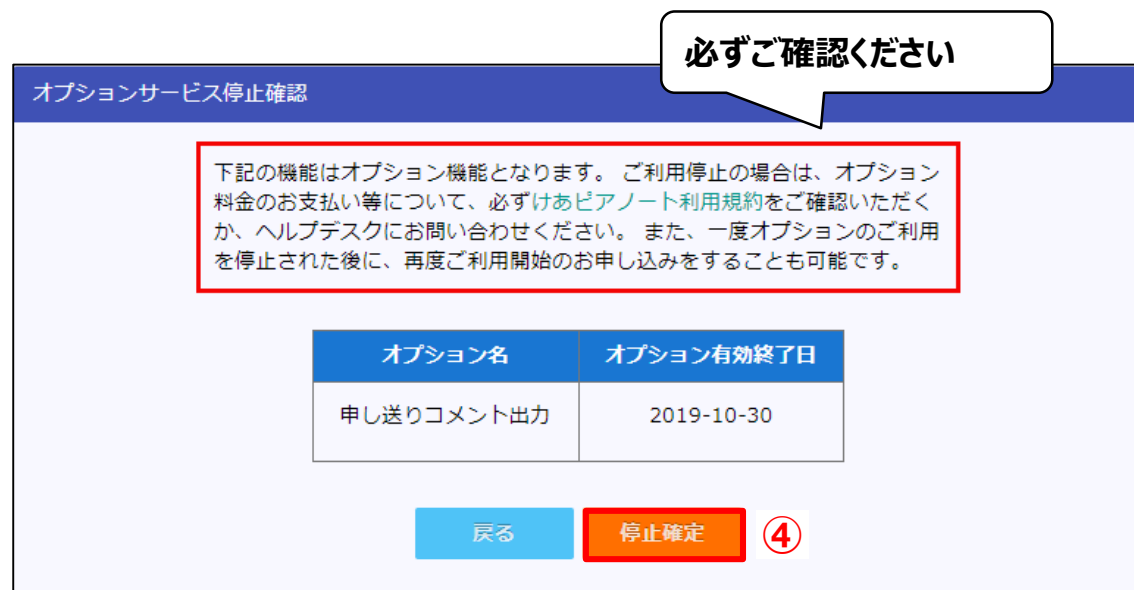 必ずご確認ください
オプションサービス停止確認
下記の機能はオプション機能となります。 ご利用停止の場合は、オプション
料金のお支払い等について、必ずけあピアノート利用規約をご確認いただく
か、ヘルプデスクにお問い合わせください。 また、一度オプションのご利用
を停止された後に、再度ご利用開始のお申し込みをすることも可能です。
オプション名 オプション有効終了日
申し送りコメント出力 2019-10-30
戻る 停止確定 ④